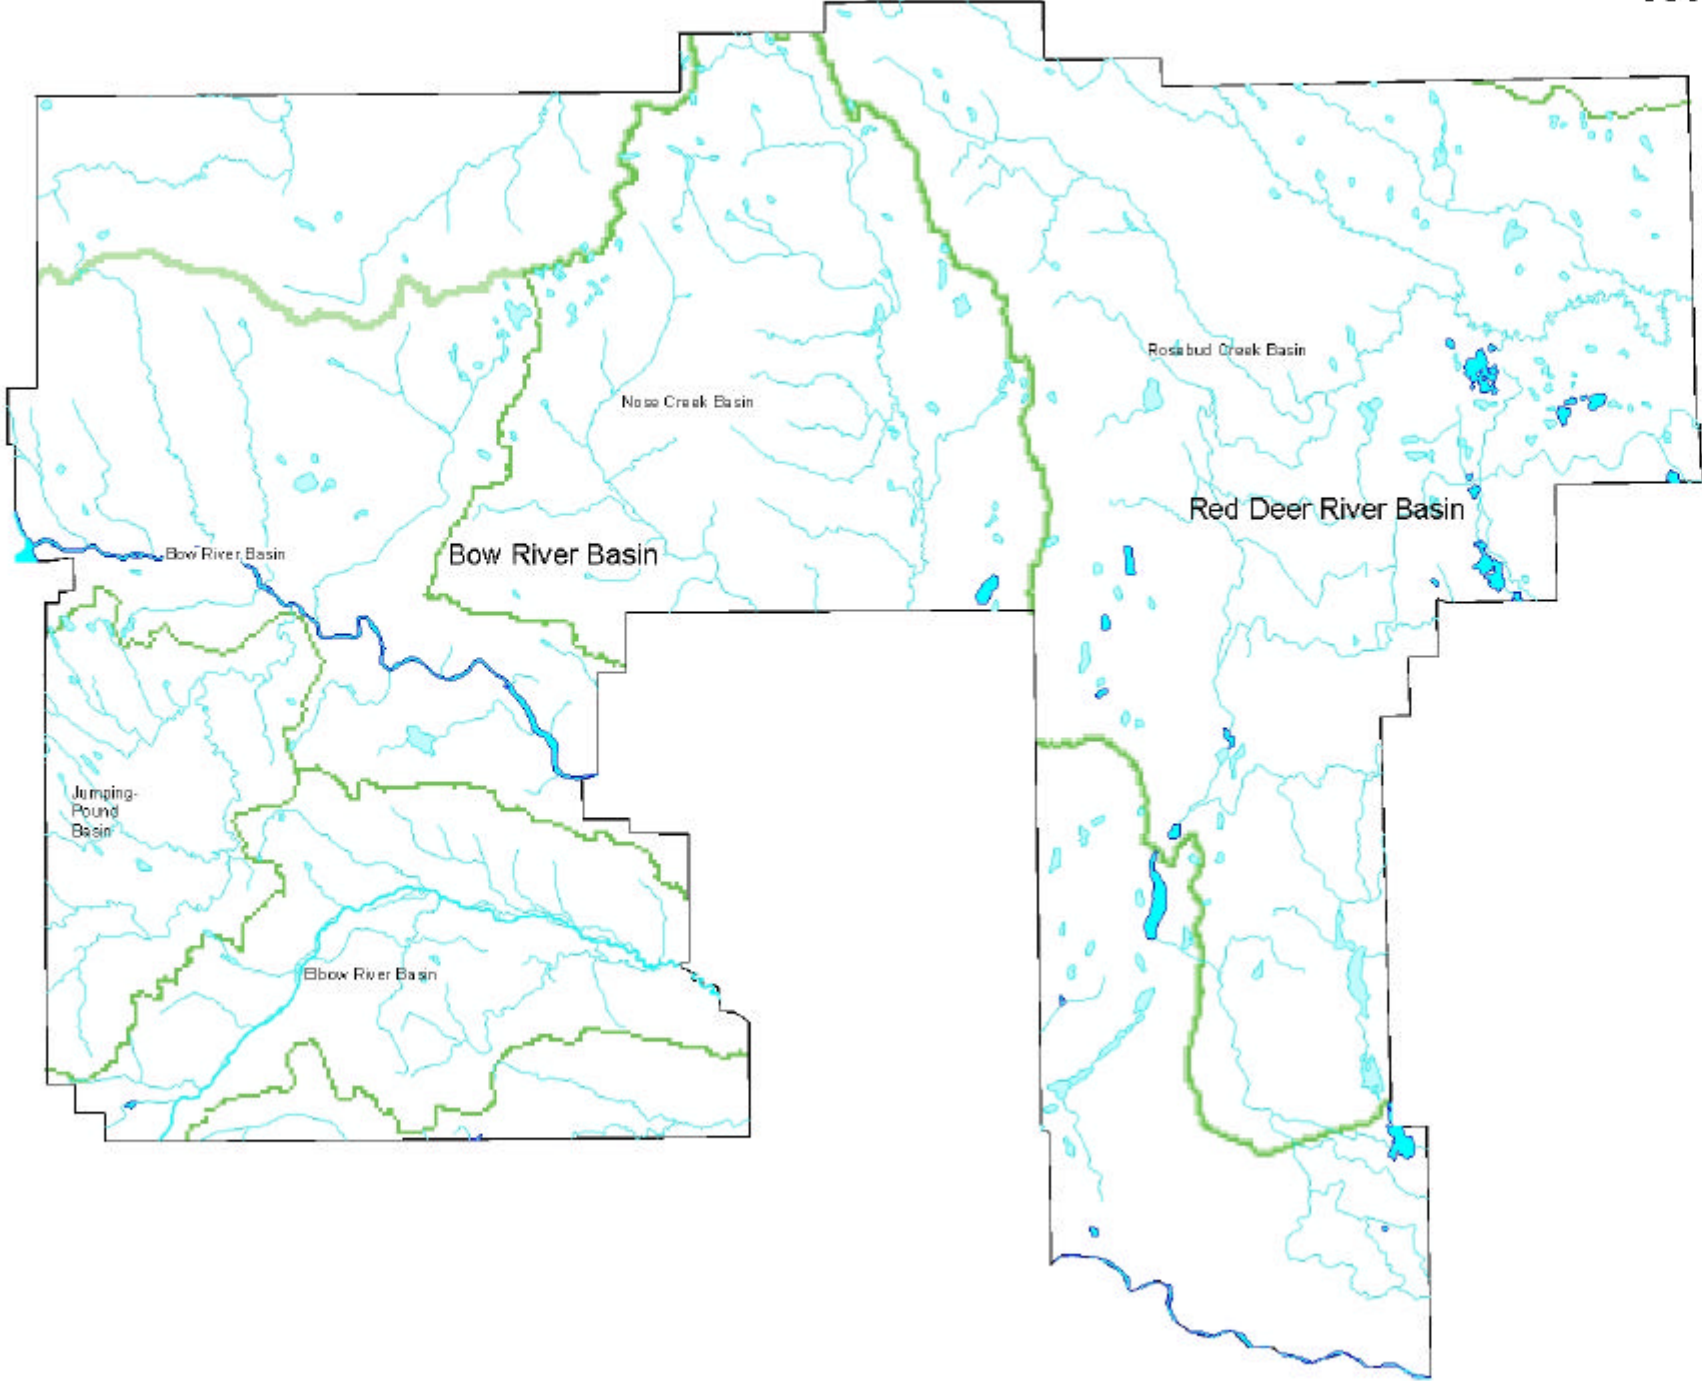 Rosebud Creek Basin
Nose Creek Basin
Red Deer River Basin
Bow River Basin
Bow River Basin
Jumping-
Pound
Basin
Elbow River Basin